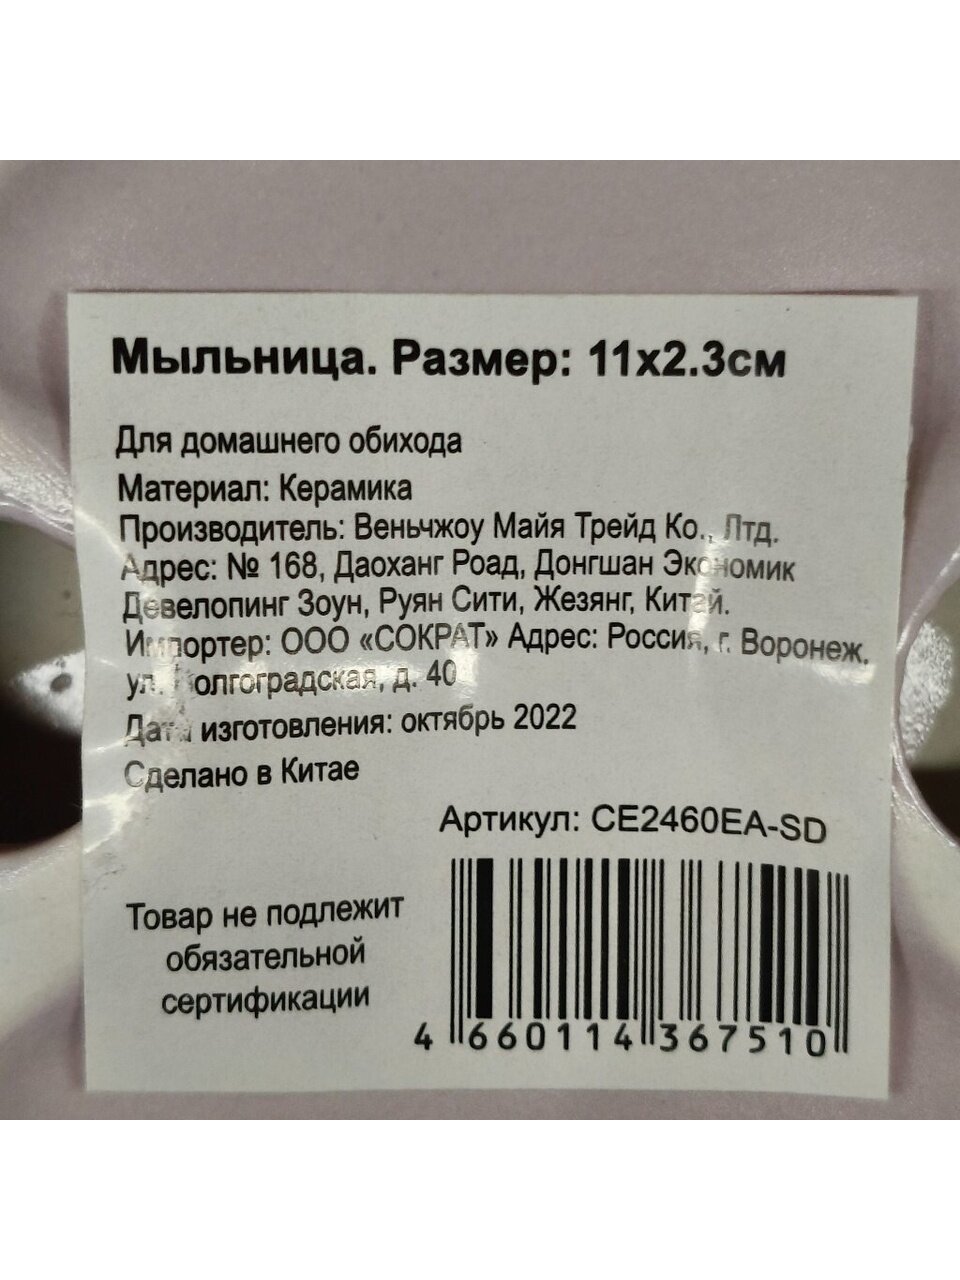 Мыльница. Размер: 11x2.3см
Для домашнего обихода
Материал: Керамика
Производитель: Веньчжоу Майя Трейд Ко., Лтд.
Адрес: № 168, Даоханг Роад, Донгшан Экономик
Девелопинг Зоун, Руян Сити, Жезянг, Китай.
Импортер: ООО «СОКРАТ» Адрес: Россия, г. Воронеж,
ул. Волгоградская, д. 40
Дата изготовления: октябрь 2022
Сделано в Китае
Артикул: CE2460EA-SD
Товар не подлежит
обязательной
сертификации
4 660114 367510